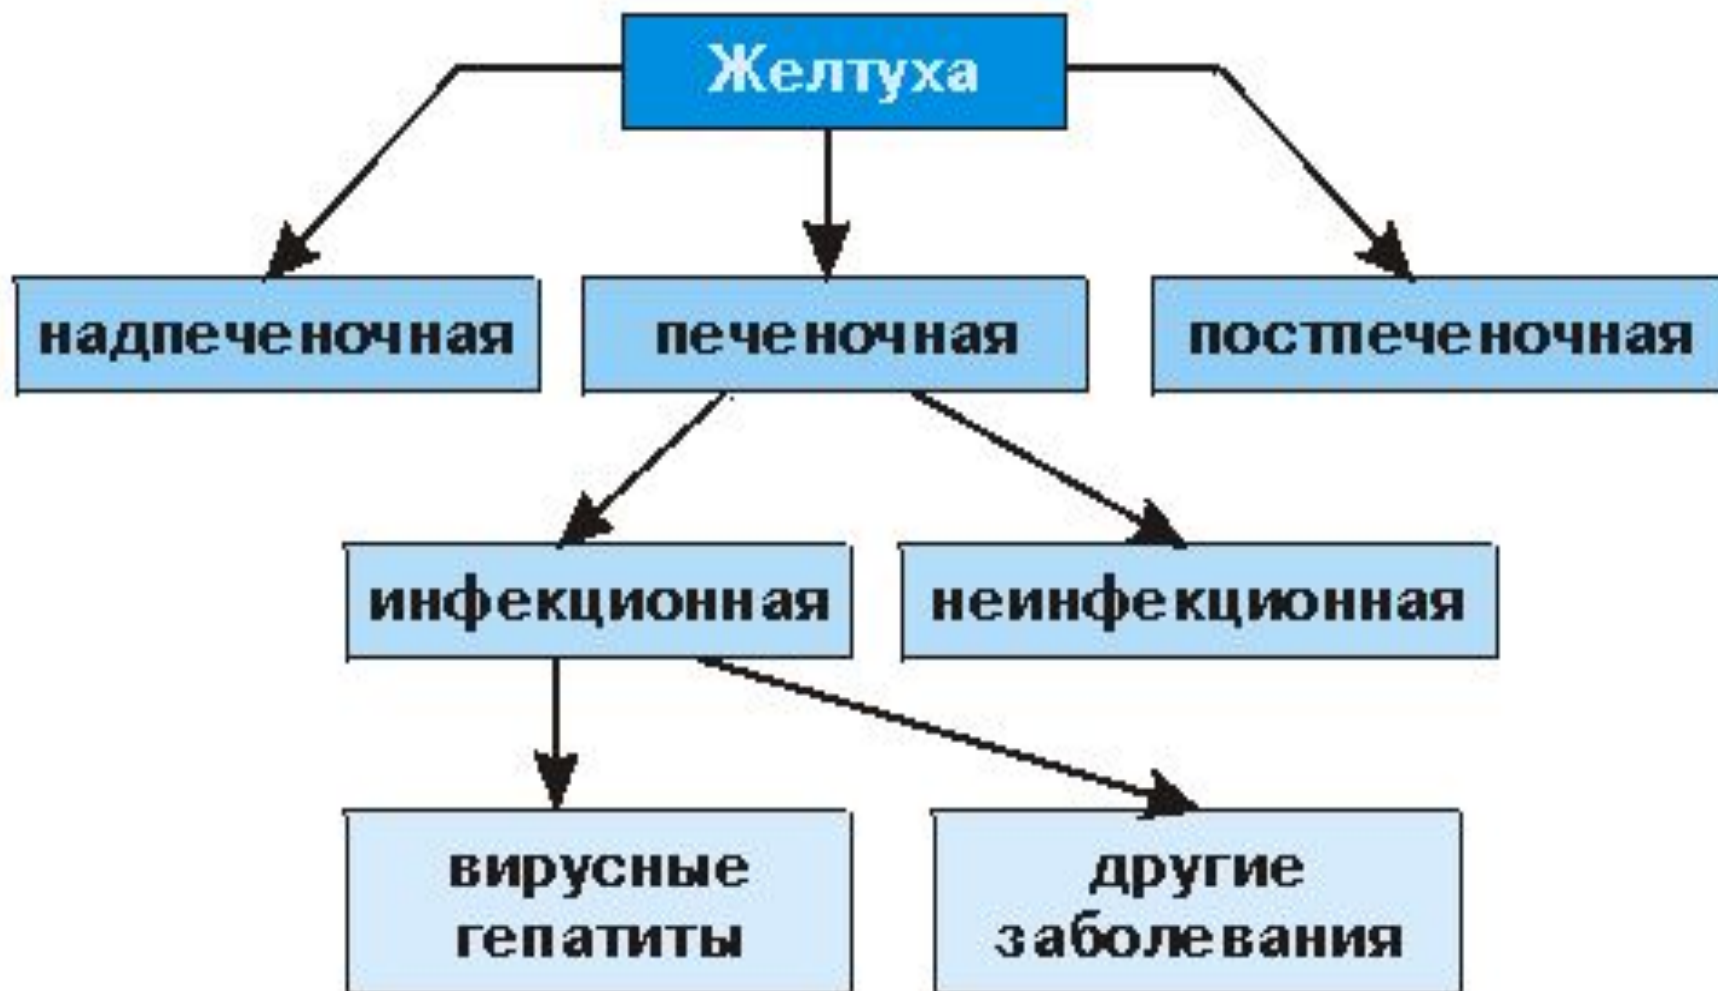 Желтуха
надпеченочная
печеночная
постпеченочная
инфекционная
неинфекционная
вирусные
гепатиты
другие
заболевания